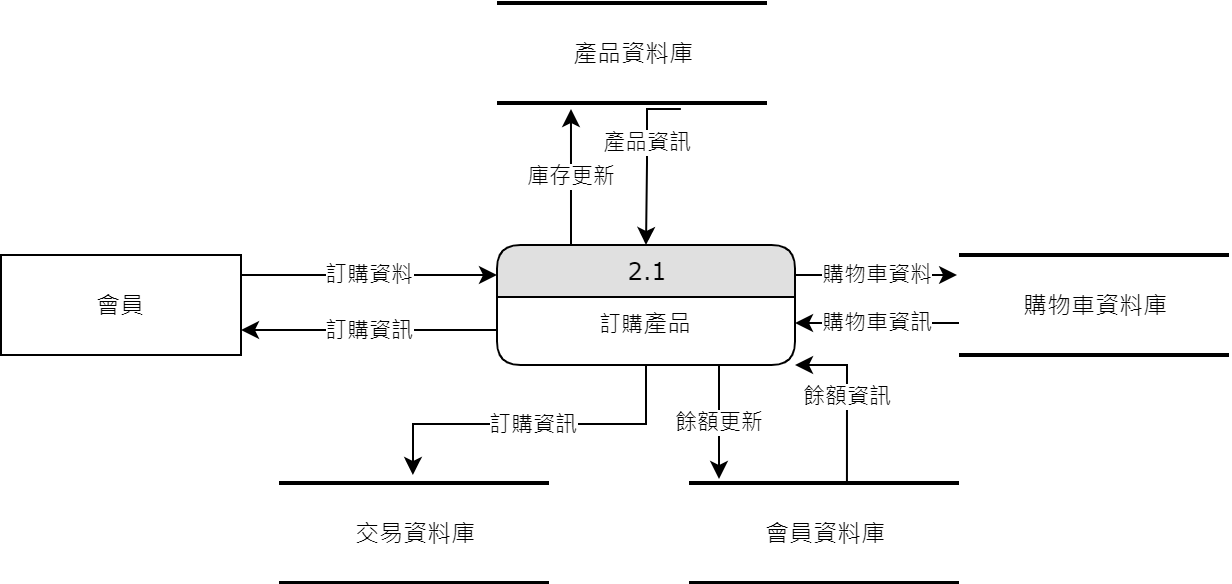 產品資料庫
產品資訊
庫存更新
訂購資料
2.1
購物車資料
會員
購物車資料庫
訂購資訊
訂購產品
購物車資訊
餘額資訊
訂購資訊
餘額更新
交易資料庫
會員資料庫